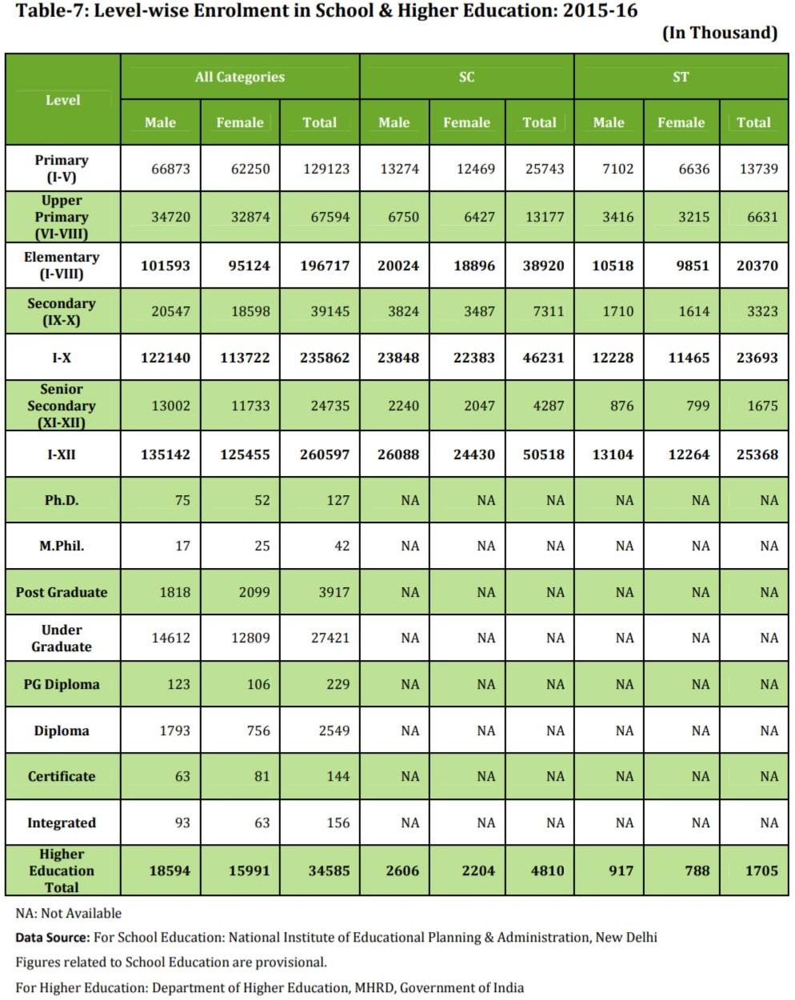 Table-7: Level-wise Enrolment in School & Higher Education: 2015-16
(In Thousand)
Level All Categories SC ST
Male Female Total Male Female Total Male Female Total
Primary
(I-V) 66873 62250 129123 13274 12469 25743 7102 6636 13739
Upper
Primary
(VI-VIII) 34720 32874 67594 6750 6427 13177 3416 3215 6631
Elementary
(I-VIII) 101593 95124 196717 20024 18896 38920 10518 9851 20370
Secondary
(IX-X) 20547 18598 39145 3824 3487 7311 1710 1614 3323
I-X 122140 113722 235862 23848 22383 46231 12228 11465 23693
Senior
Secondary
(XI-XII) 13002 11733 24735 2240 2047 4287 876 799 1675
I-XII 135142 125455 260597 26088 24430 50518 13104 12264 25368
Ph.D. 75 52 127 NA NA NA NA NA NA
M.Phil. 17 25 42 NA NA NA NA NA NA
Post Graduate 1818 2099 3917 NA NA NA NA NA NA
Under
Graduate 14612 12809 27421 NA NA NA NA NA NA
PG Diploma 123 106 229 NA NA NA NA NA NA
Diploma 1793 756 2549 NA NA NA NA NA NA
Certificate 63 81 144 NA NA NA NA NA NA
Integrated 93 63 156 NA NA NA NA NA NA
Higher
Education
Total 18594 15991 34585 2606 2204 4810 917 788 1705
NA: Not Available
Data Source: For School Education: National Institute of Educational Planning & Administration, New Delhi
Figures related to School Education are provisional.
For Higher Education: Department of Higher Education, MHRD, Government of India